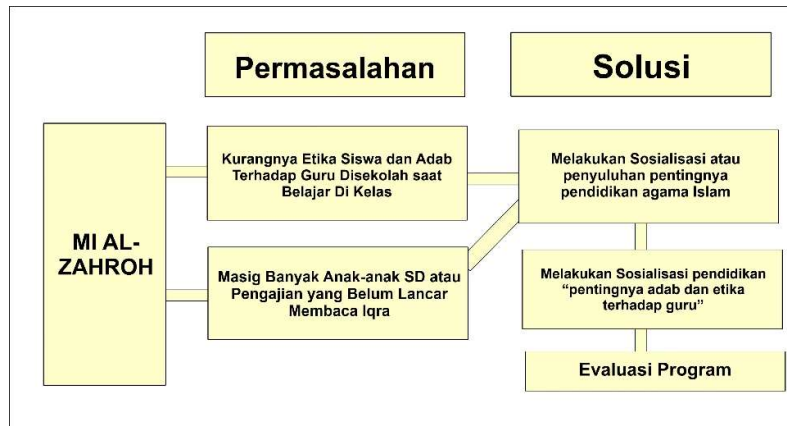 Permasalahan
Solusi
MI AL-
ZAHROH
Kurangnya Etika Siswa dan Adab
Terhadap Guru Disekolah saat
Belajar Di Kelas
Masig Banyak Anak-anak SD atau
Pengajian yang Belum Lancar
Membaca Iqra
Melakukan Sosialisasi atau
penyuluhan pentingnya
pendidikan agama Islam
Melakukan Sosialisasi pendidikan
“pentingnya adab dan etika
terhadap guru”
Evaluasi Program